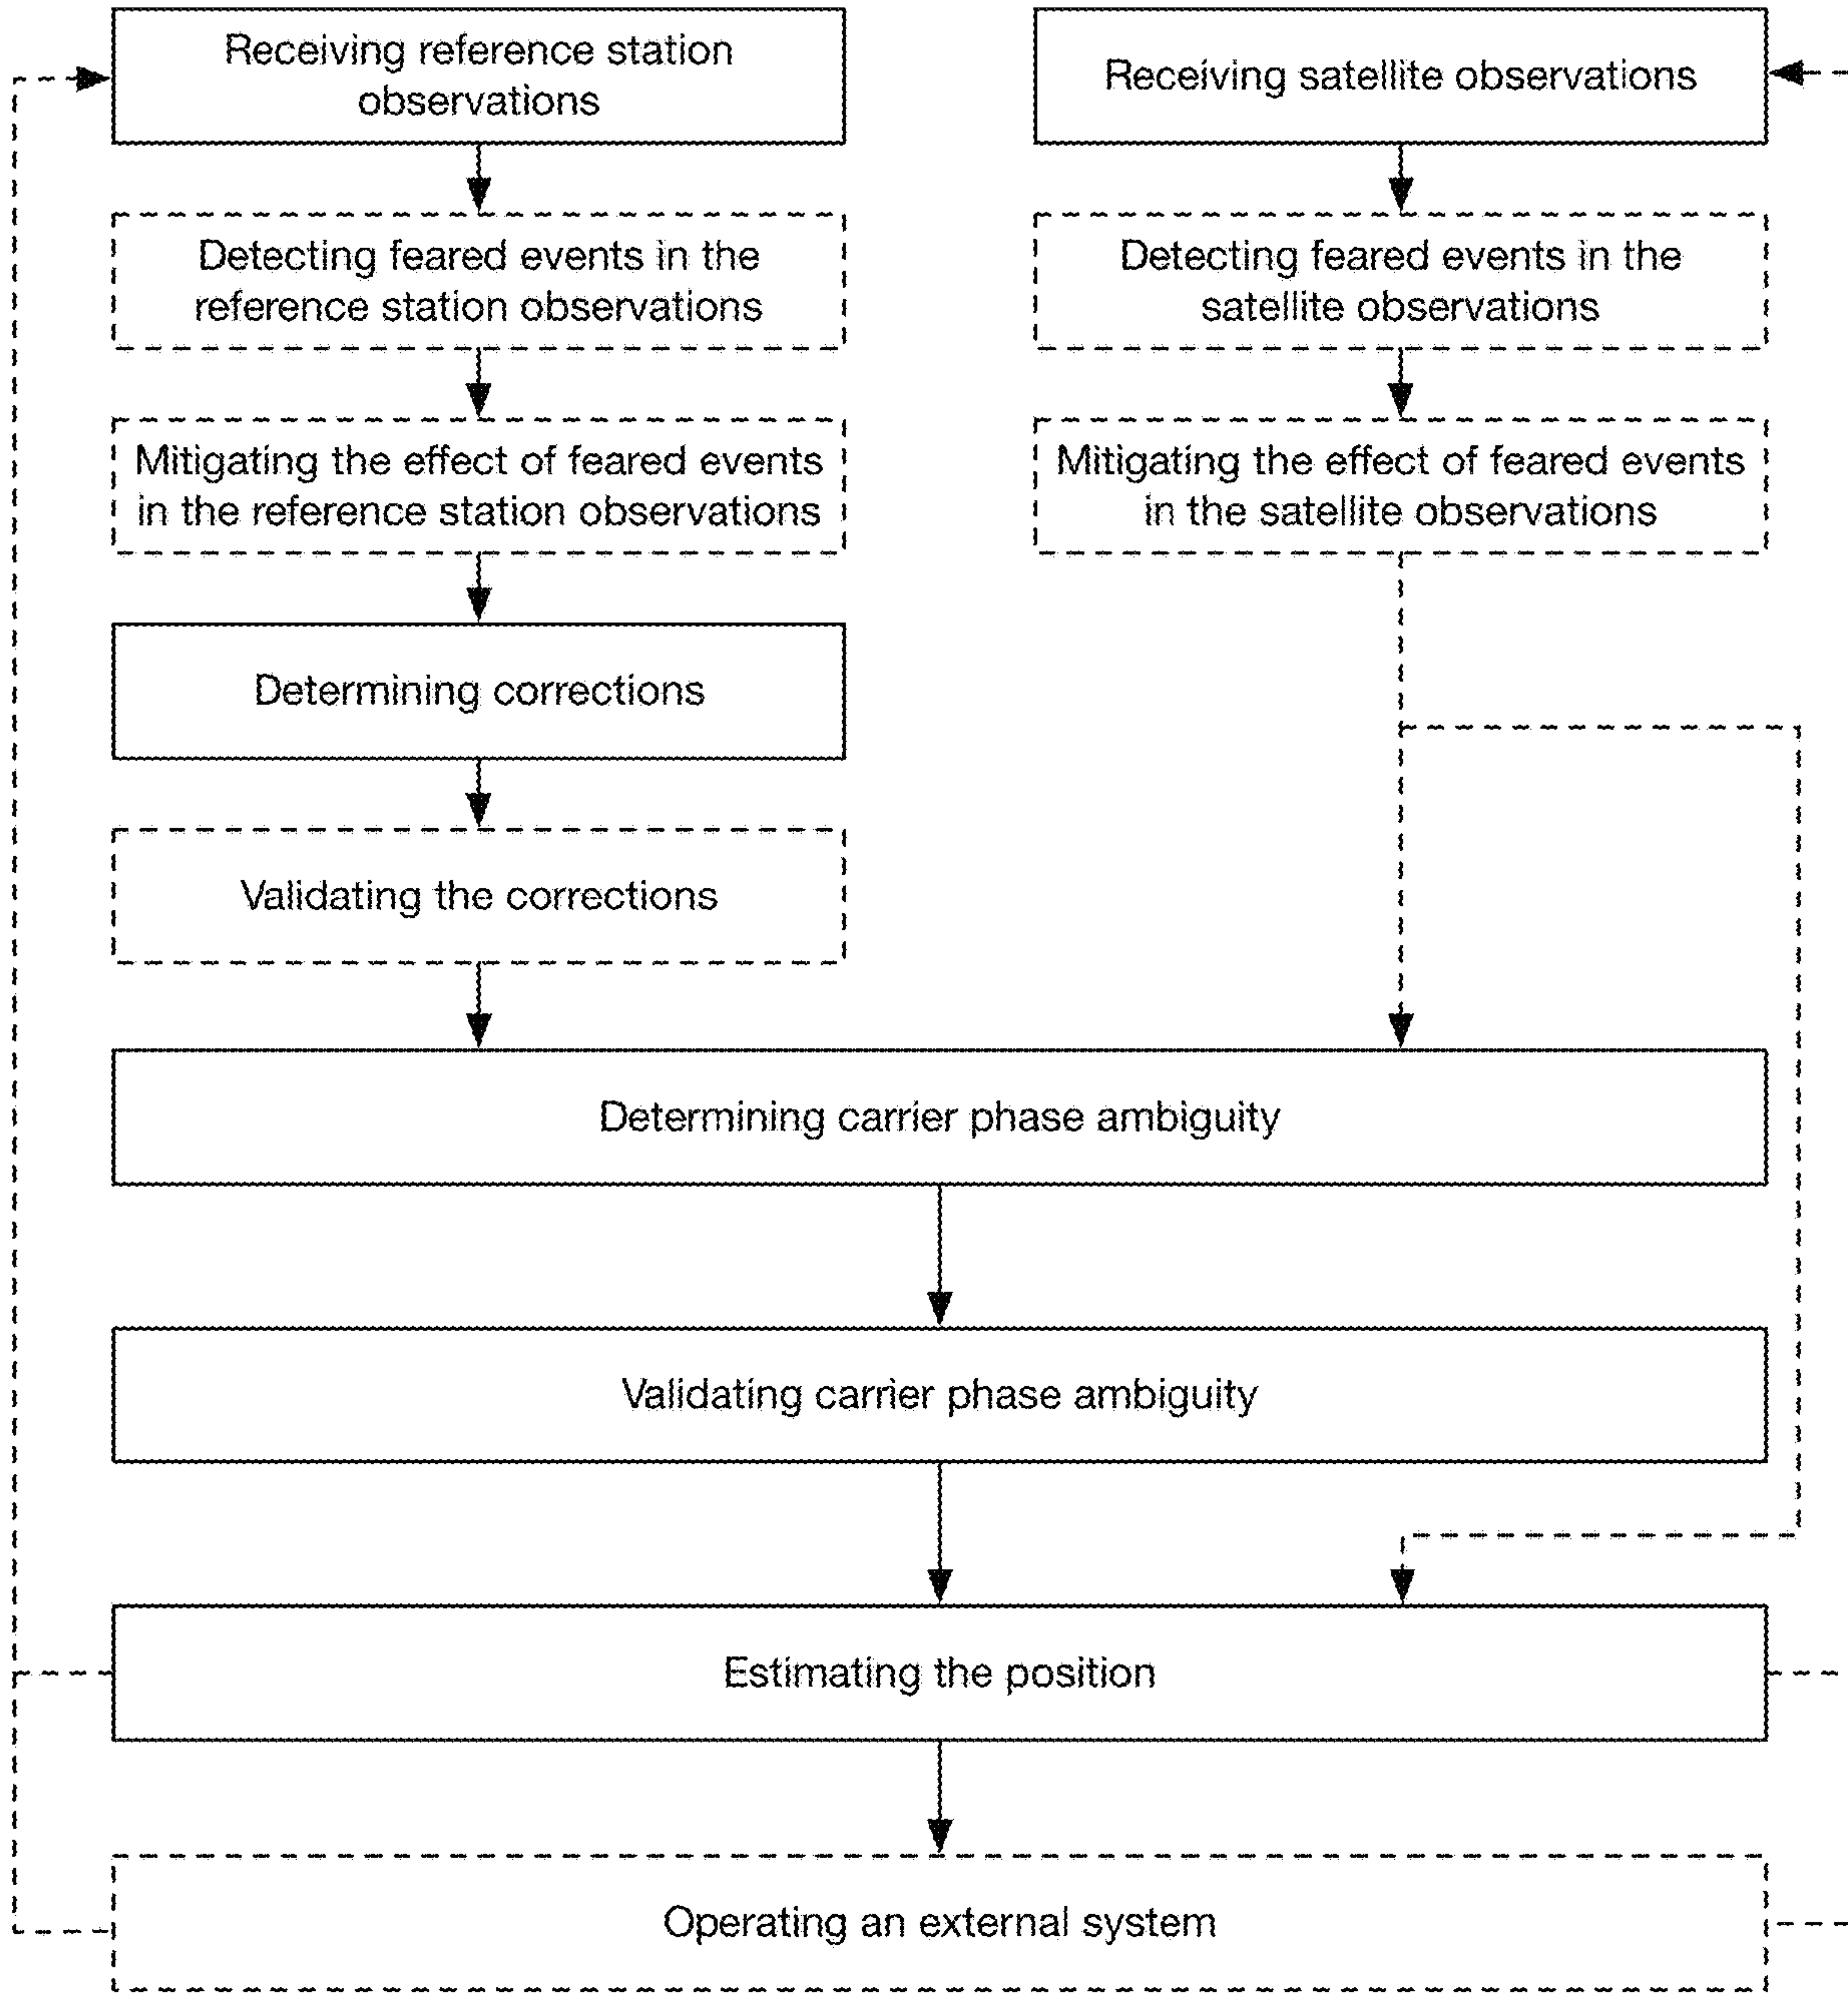 Receiving reference station
observations
Receiving satellite observations
Detecting feared events in the
reference station observations
Detecting feared events in the
satellite observations
Mitigating the effect of feared events
in the reference station observations
Mitigating the effect of feared events
in the satellite observations
Determining corrections
Validating the corrections
Determining carrier phase ambiguity
Validating carrier phase ambiguity
Estimating the position
Operating an external system